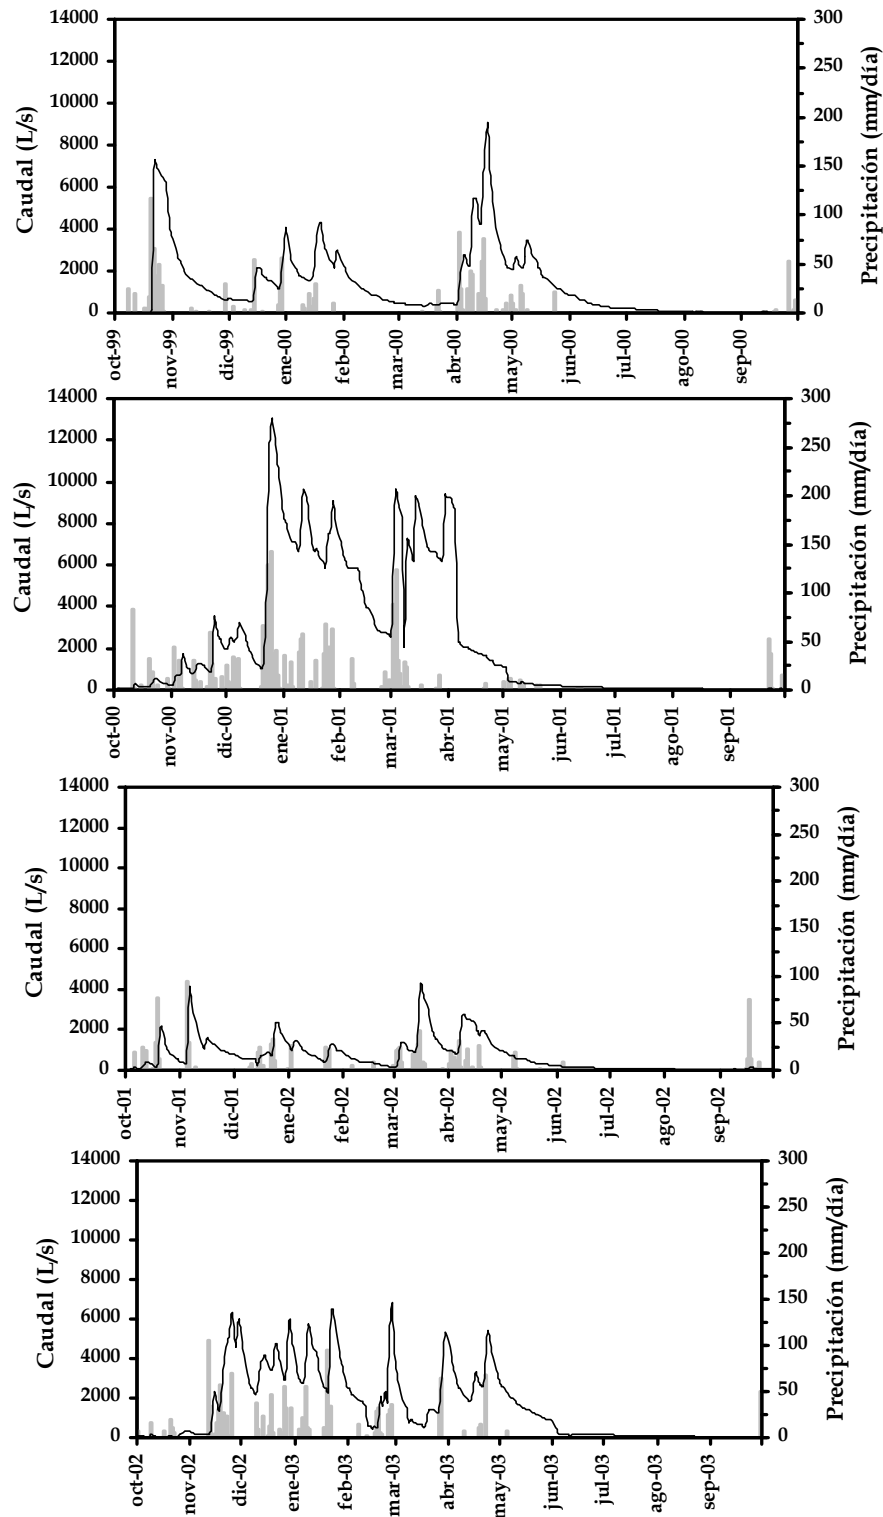 14000
12000
10000
8000
6000
4000
2000
0
Caudal (L/s)
300
250
200
150
100
50
0
Precipitación (mm/día)
oct-99
nov-99
dic-99
ene-00
feb-00
mar-00
abr-00
may-00
jun-00
jul-00
ago-00
sep-00
14000
12000
10000
8000
6000
4000
2000
0
Caudal (L/s)
300
250
200
150
100
50
0
Precipitación (mm/día)
oct-00
nov-00
dic-00
ene-01
feb-01
mar-01
abr-01
may-01
jun-01
jul-01
ago-01
sep-01
14000
12000
10000
8000
6000
4000
2000
0
Caudal (L/s)
300
250
200
150
100
50
0
Precipitación (mm/día)
oct-01
nov-01
dic-01
ene-02
feb-02
mar-02
abr-02
may-02
jun-02
jul-02
ago-02
sep-02
14000
12000
10000
8000
6000
4000
2000
0
Caudal (L/s)
300
250
200
150
100
50
0
Precipitación (mm/día)
oct-02
nov-02
dic-02
ene-03
feb-03
mar-03
abr-03
may-03
jun-03
jul-03
ago-03
sep-03